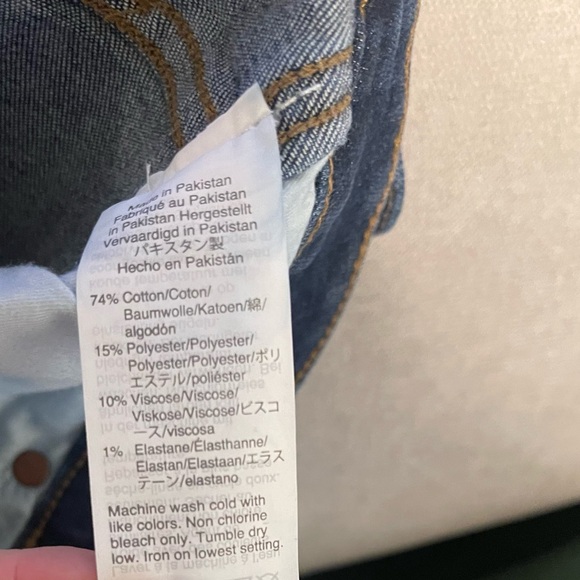 Made in Pakistan
Fabriqué au Pakistan
in Pakistan Hergestellt
Vervaardigd in Pakistan
パキスタン製
Hecho en Pakistán
74% Cotton/Coton/
Baumwolle/Katoen/綿/
algodón
15% Polyester/Polyester/
Polyester/Polyester/ポリ
エステル/poliéster
10% Viscose/Viscose/
Viskose/Viscose/ビスコ
ース/viscosa
1% Elastane/Élasthanne/
Elastan/Elastaan/エラス
テーン/elastano
Machine wash cold with
like colors. Non chlorine
bleach only. Tumble dry
low. Iron on lowest setting.
Laver à la machine à l'eau